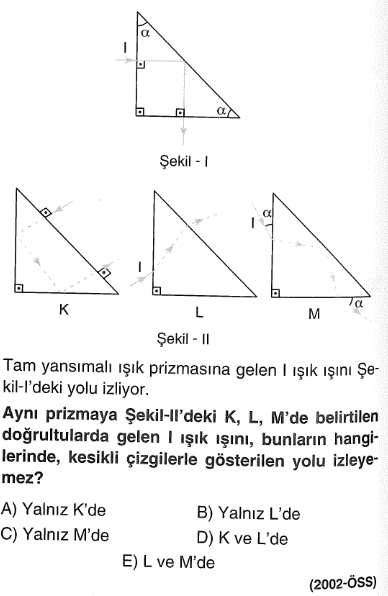 α
I
α
Şekil - I
K
I
L
α
I
α
M
Şekil - II
Tam yansımalı ışık prizmasına gelen I ışık ışını Şe-
kil-I'deki yolu izliyor.
Aynı prizmaya Şekil-II'deki K, L, M'de belirtilen
doğrultularda gelen I ışık ışını, bunların hangi-
lerinde, kesikli çizgilerle gösterilen yolu izleye-
mez?
A) Yalnız K'de B) Yalnız L'de
C) Yalnız M'de D) K ve L'de
E) L ve M'de
(2002-ÖSS)